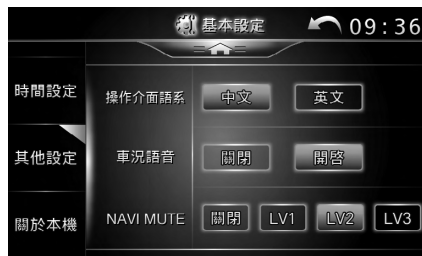 基本設定 09:36
時間設定
操作介面語系 中文 英文
其他設定
車況語音 關閉 開啓
關於本機
NAVI MUTE 關閉 LV1 LV2 LV3